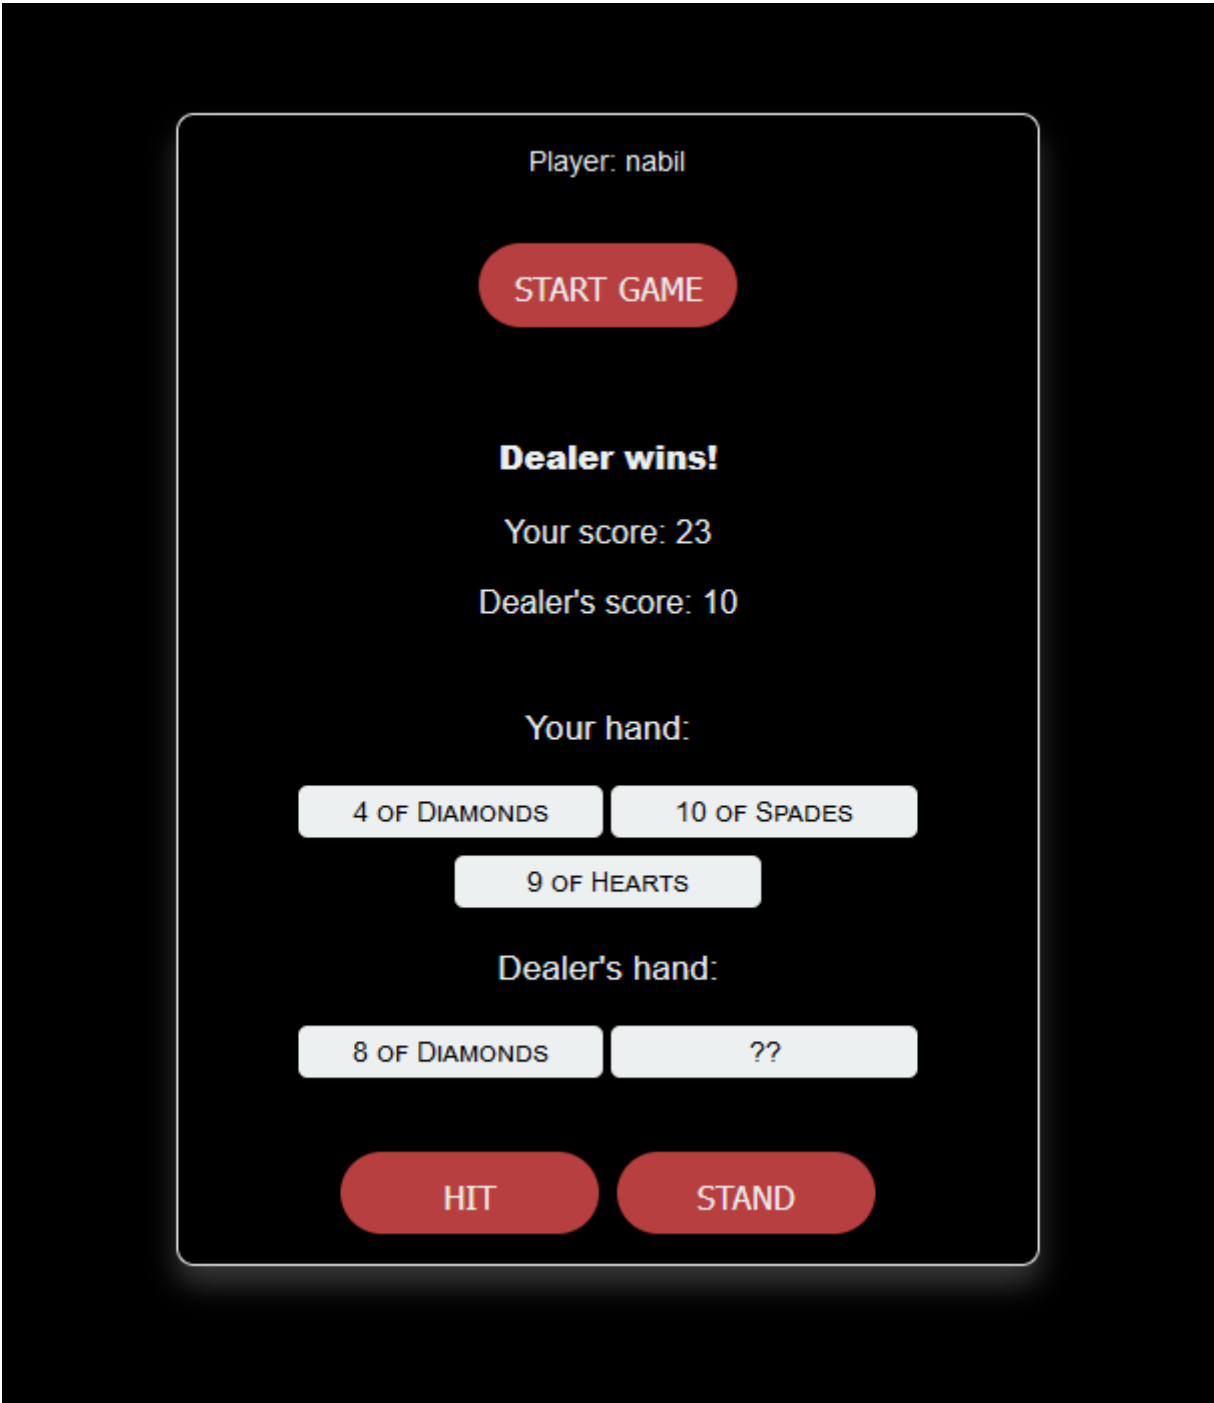 Player: nabil
START GAME
Dealer wins!
Your score: 23
Dealer's score: 10
Your hand:
4 of Diamonds 10 of Spades
9 of Hearts
Dealer's hand:
8 of Diamonds ??
HIT STAND